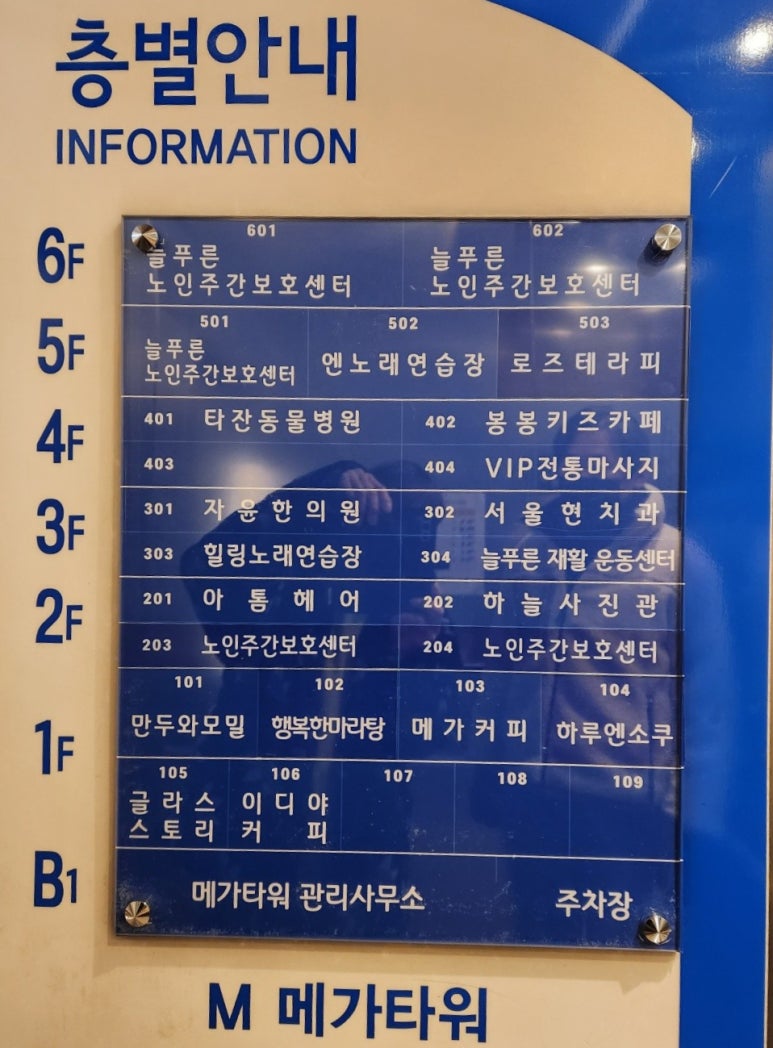 층별안내
INFORMATION
6F
601 602
늘푸른 늘푸른
노인주간보호센터 노인주간보호센터
5F
501 502 503
늘푸른
노인주간보호센터 엔노래연습장 로즈테라피
4F
401 타잔동물병원 402 봉봉키즈카페
403 404 VIP전통마사지
3F
301 자윤한의원 302 서울현치과
303 힐링노래연습장 304 늘푸른 재활 운동센터
2F
201 아톰헤어 202 하늘사진관
203 노인주간보호센터 204 노인주간보호센터
1F
101 102 103 104
만두와모밀 행복한마라탕 메가커피 하루엔소쿠
105 106 107 108 109
글라스 이디야
스토리 커피
B1
메가타워 관리사무소 주차장
M 메가타워